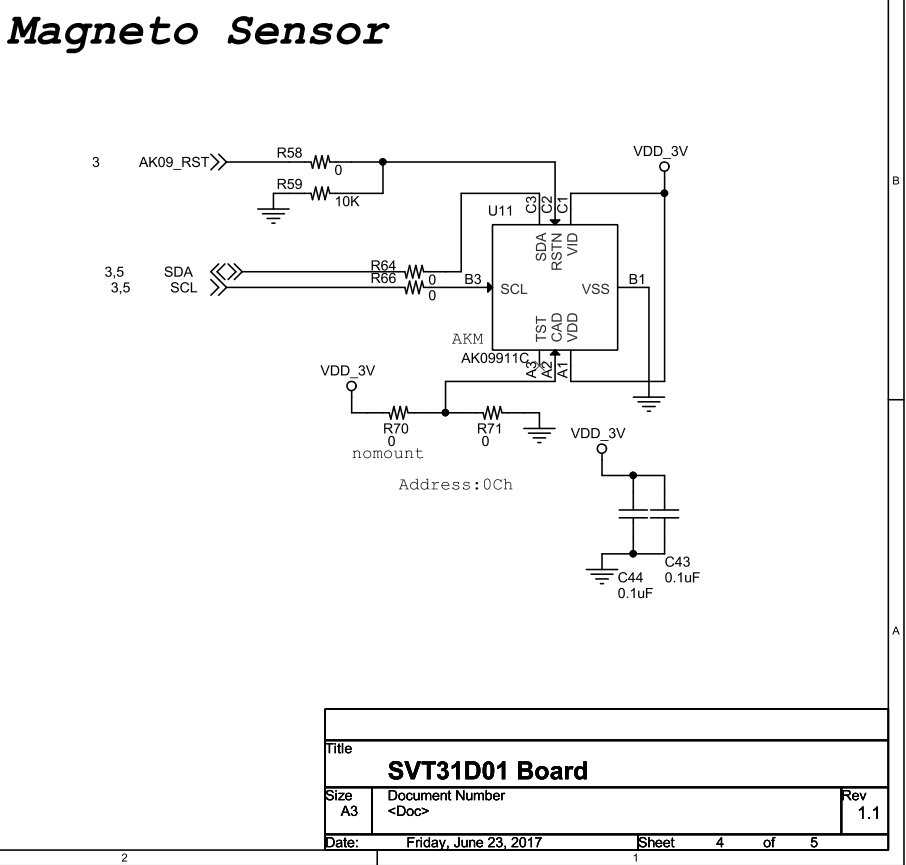 Magneto Sensor
3 AK09_RST
R58
0
R59
10K
VDD_3V
B
U11
C3
C2
C1
SDA
RSTN
VID
3,5 SDA
3,5 SCL
R64
0
R66
0
B3
SCL
VSS
B1
TST
CAD
VDD
AKM
AK09911C
A3
A2
A1
VDD_3V
R70
0
nomount
R71
0
Address:0Ch
VDD_3V
C43
0.1uF
C44
0.1uF
A
Title
SVT31D01 Board
Size
A3
Document Number
<Doc>
Rev
1.1
Date: Friday, June 23, 2017 Sheet 4 of 5
2 1